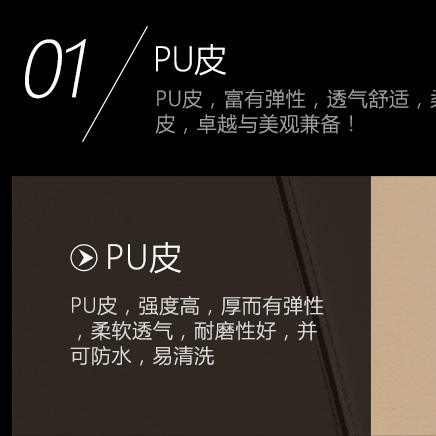 01
PU皮
PU皮，富有弹性，透气舒适，
皮，卓越与美观兼备！
PU皮
PU皮，强度高，厚而有弹性
，柔软透气，耐磨性好，并
可防水，易清洗